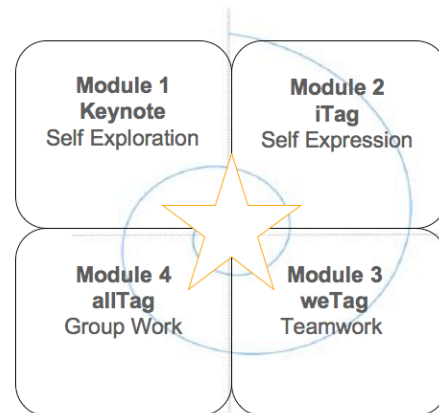 Module 1
Keynote
Self Exploration
Module 2
iTag
Self Expression
Module 4
allTag
Group Work
Module 3
weTag
Teamwork